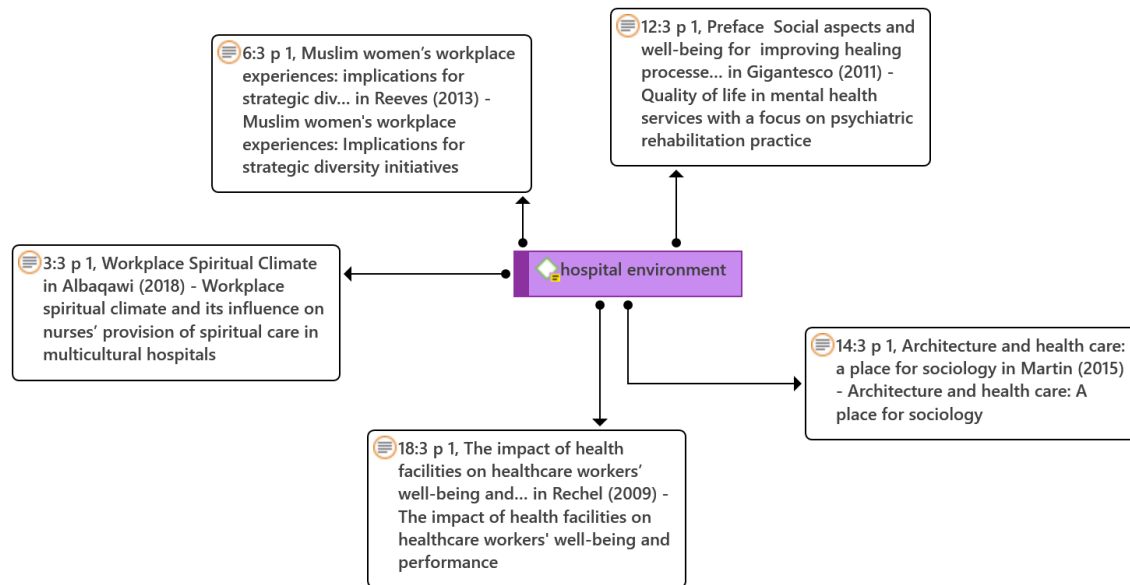 6:3 p 1, Muslim women’s workplace
experiences: implications for
strategic div… in Reeves (2013) -
Muslim women's workplace
experiences: Implications for
strategic diversity initiatives
12:3 p 1, Preface  Social aspects and
well-being for  improving healing
processe… in Gigantesco (2011) -
Quality of life in mental health
services with a focus on psychiatric
rehabilitation practice
3:3 p 1, Workplace Spiritual Climate
in Albaqawi (2018) - Workplace
spiritual climate and its influence on
nurses’ provision of spiritual care in
multicultural hospitals
hospital environment
14:3 p 1, Architecture and health care:
a place for sociology in Martin (2015)
- Architecture and health care: A
place for sociology
18:3 p 1, The impact of health
facilities on healthcare workers’
well-being and… in Rechel (2009) -
The impact of health facilities on
healthcare workers' well-being and
performance